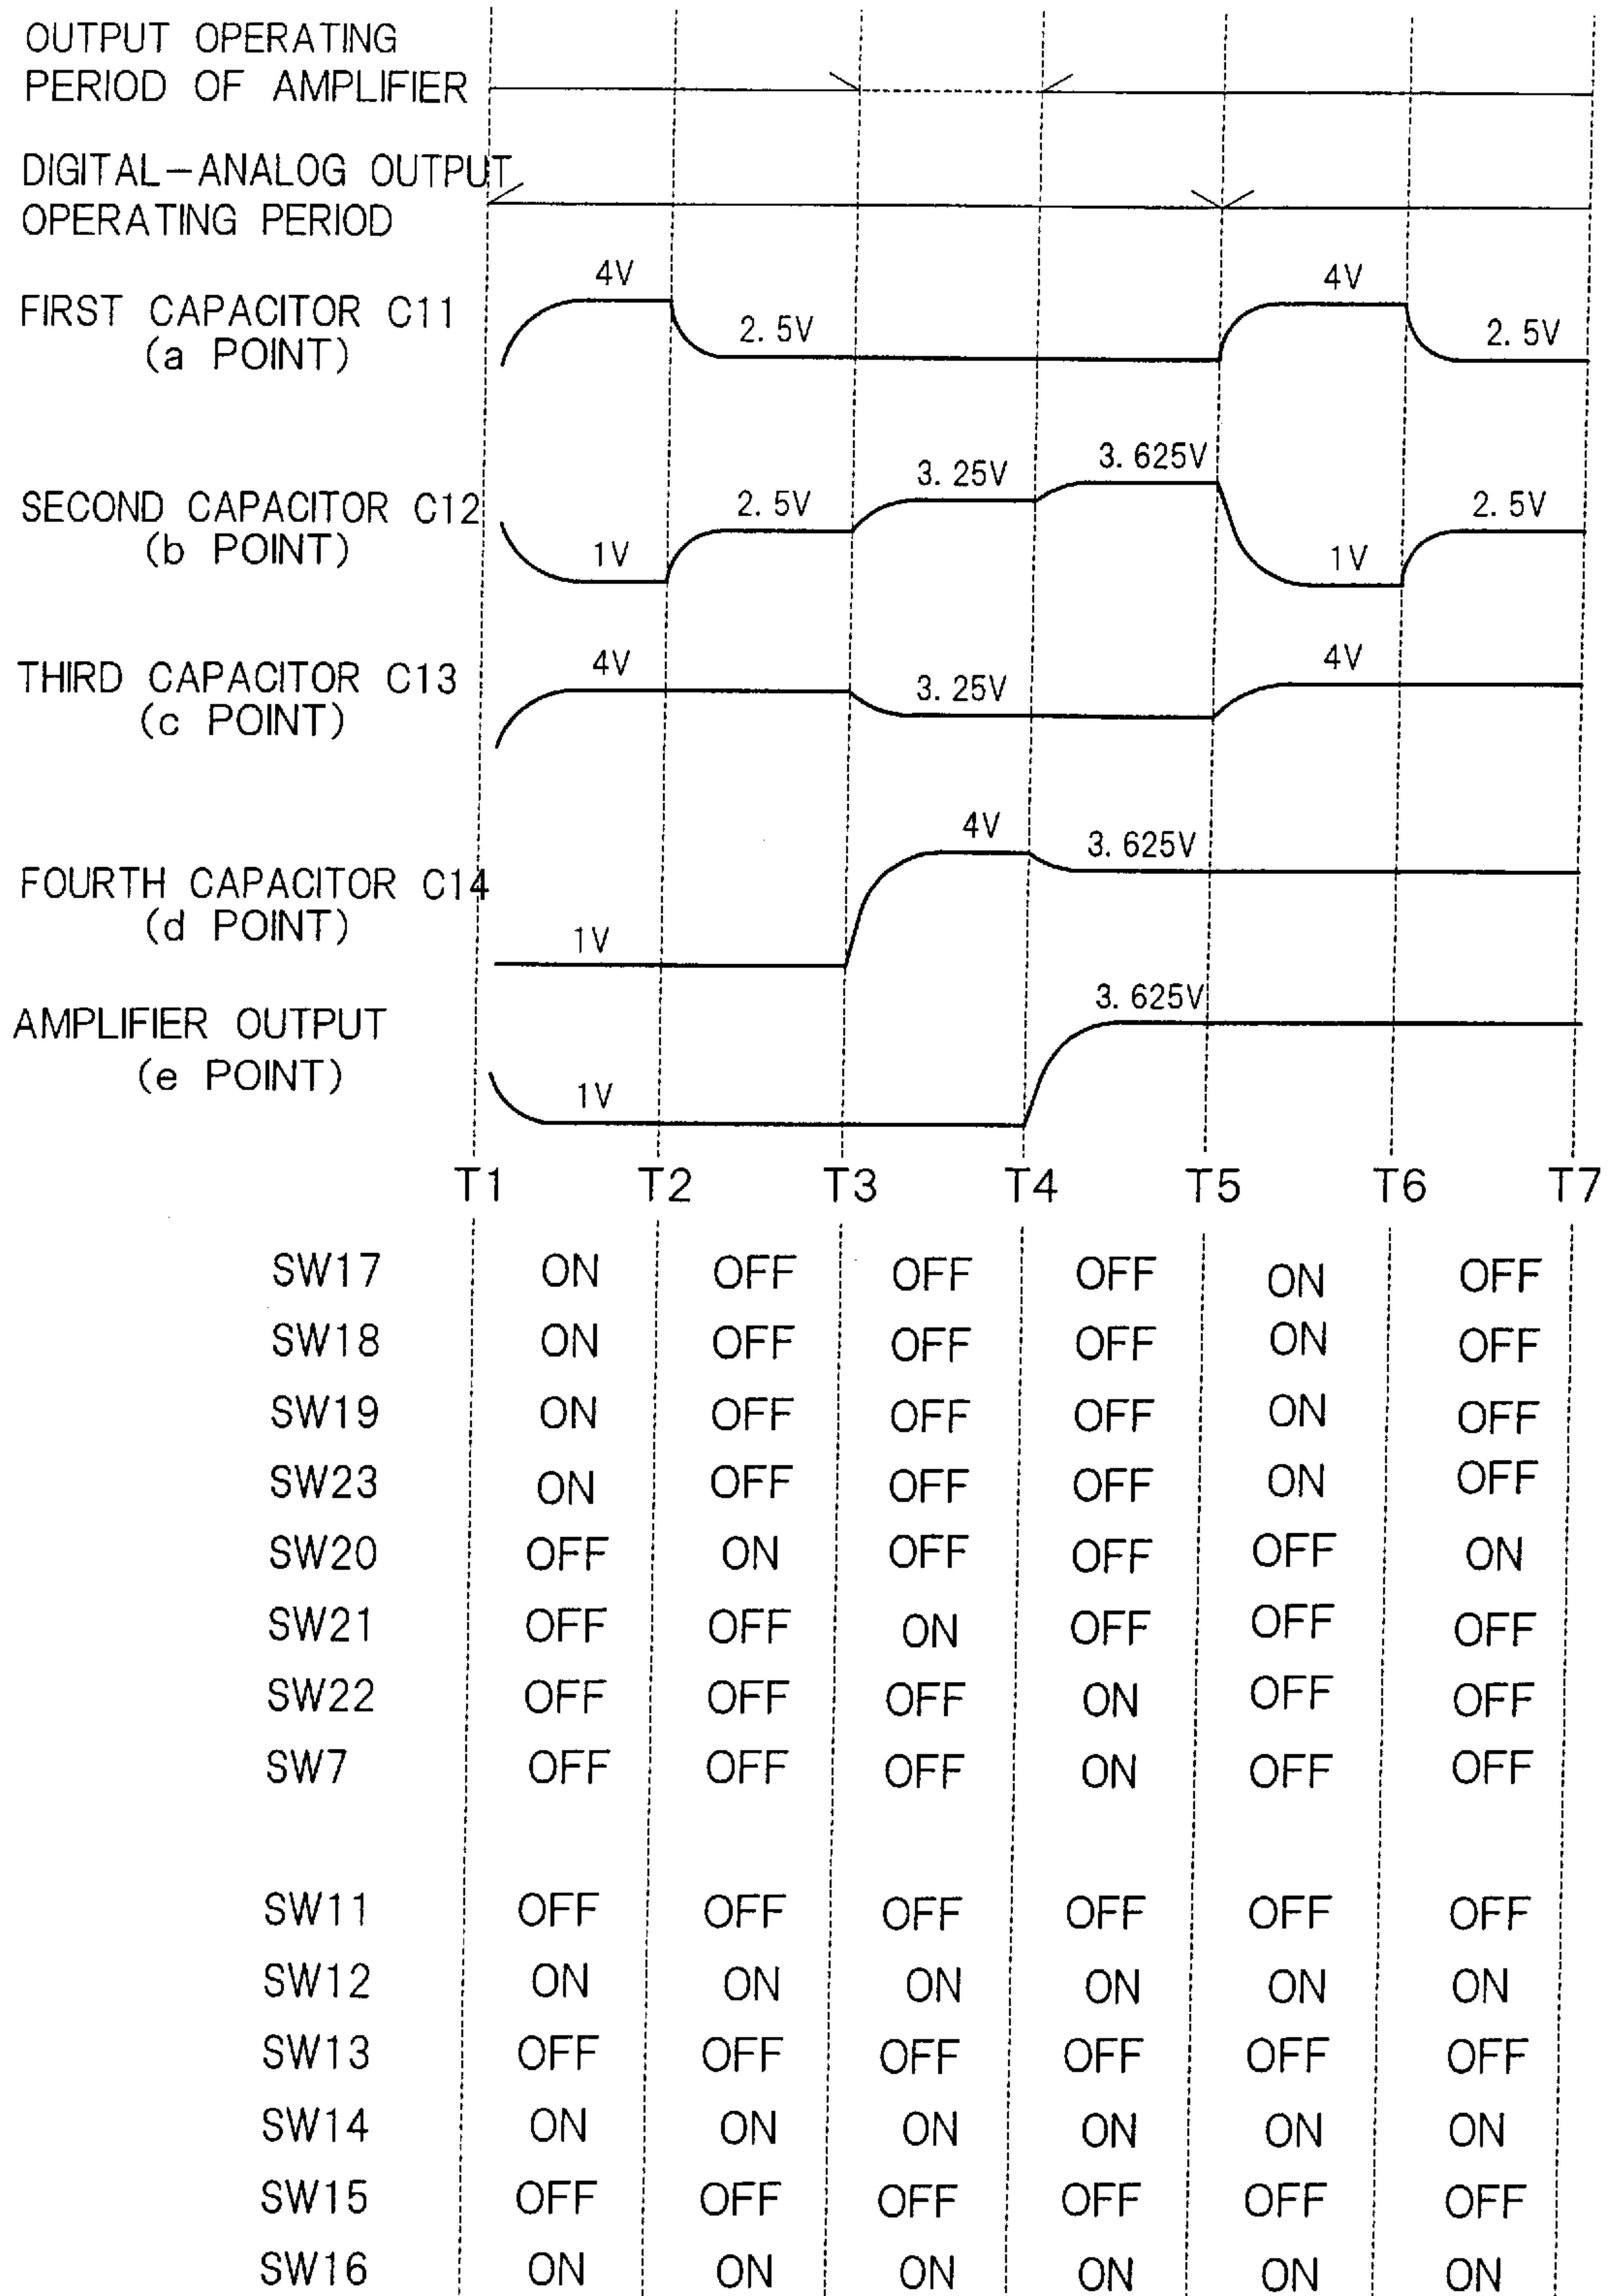 OUTPUT OPERATING
PERIOD OF AMPLIFIER
DIGITAL-ANALOG OUTPUT
OPERATING PERIOD
4V 4V
FIRST CAPACITOR C11 2.5V 2.5V
(a POINT)
3.25V 3.625V
SECOND CAPACITOR C12 2.5V 2.5V
(b POINT) 1V 1V
4V 4V
THIRD CAPACITOR C13 3.25V
(c POINT)
4V 3.625V
FOURTH CAPACITOR C14
(d POINT) 1V
3.625V
AMPLIFIER OUTPUT
(e POINT) 1V
T1 T2 T3 T4 T5 T6 T7
SW17 ON OFF OFF OFF ON OFF
SW18 ON OFF OFF OFF ON OFF
SW19 ON OFF OFF OFF ON OFF
SW23 ON OFF OFF OFF ON OFF
SW20 OFF ON OFF OFF OFF ON
SW21 OFF OFF ON OFF OFF OFF
SW22 OFF OFF OFF ON OFF OFF
SW7 OFF OFF OFF ON OFF OFF
SW11 OFF OFF OFF OFF OFF OFF
SW12 ON ON ON ON ON ON
SW13 OFF OFF OFF OFF OFF OFF
SW14 ON ON ON ON ON ON
SW15 OFF OFF OFF OFF OFF OFF
SW16 ON ON ON ON ON ON